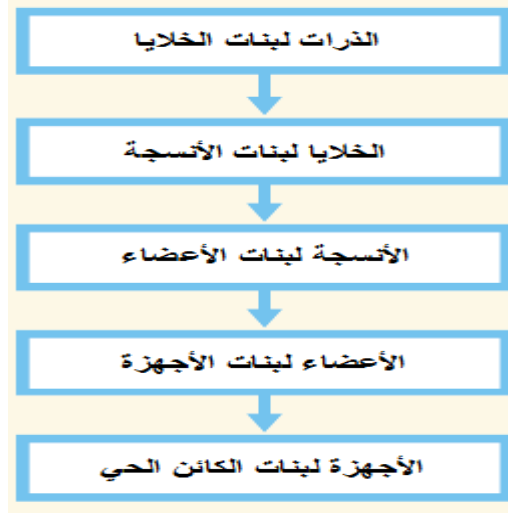 الذرات لبنات الخلايا
الخلايا لبنات الأنسجة
الأنسجة لبنات الأعضاء
الأعضاء لبنات الأجهزة
الأجهزة لبنات الكائن الحي